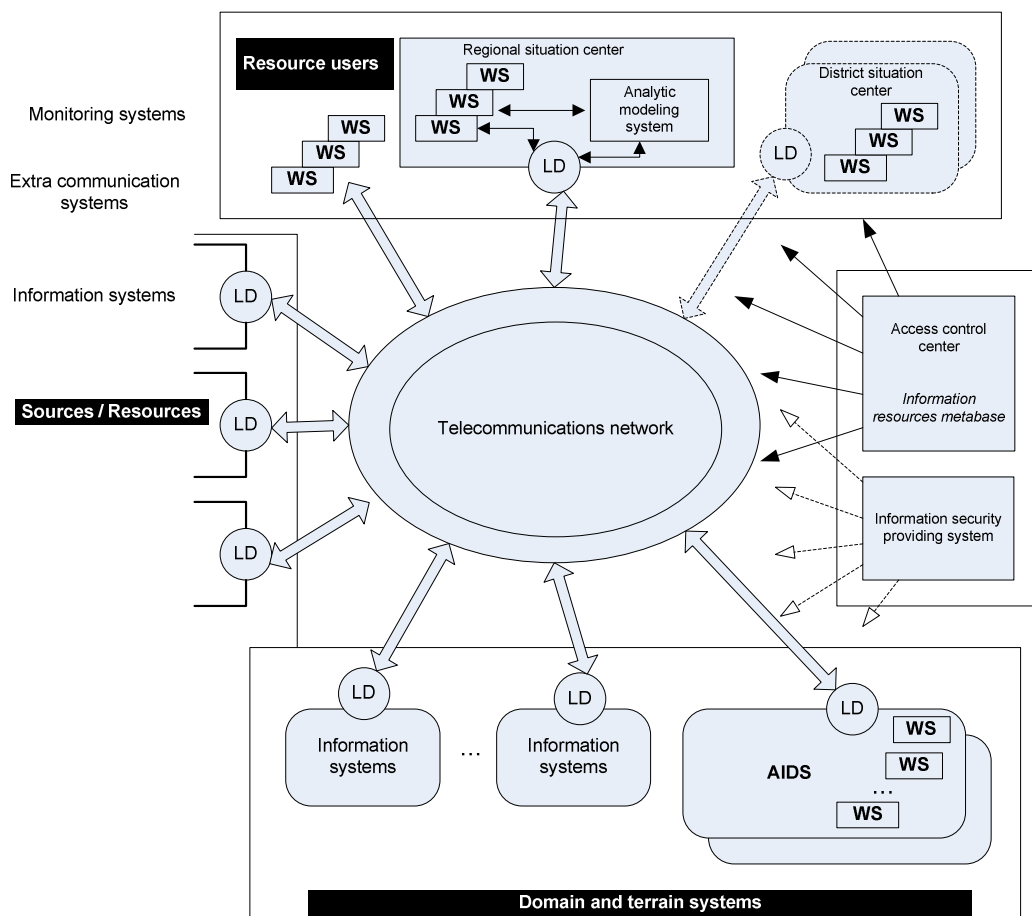 Resource users
Regional situation center
WS
WS
WS
Analytic
modeling
system
LD
District situation
center
WS
WS
WS
LD
WS
WS
WS
Monitoring systems
Extra communication
systems
Information systems
LD
Sources / Resources
LD
LD
Telecommunications network
Access control
center
Information
resources metabase
Information security
providing system
LD
Information
systems
...
LD
Information
systems
LD
AIDS
WS
WS
...
WS
Domain and terrain systems